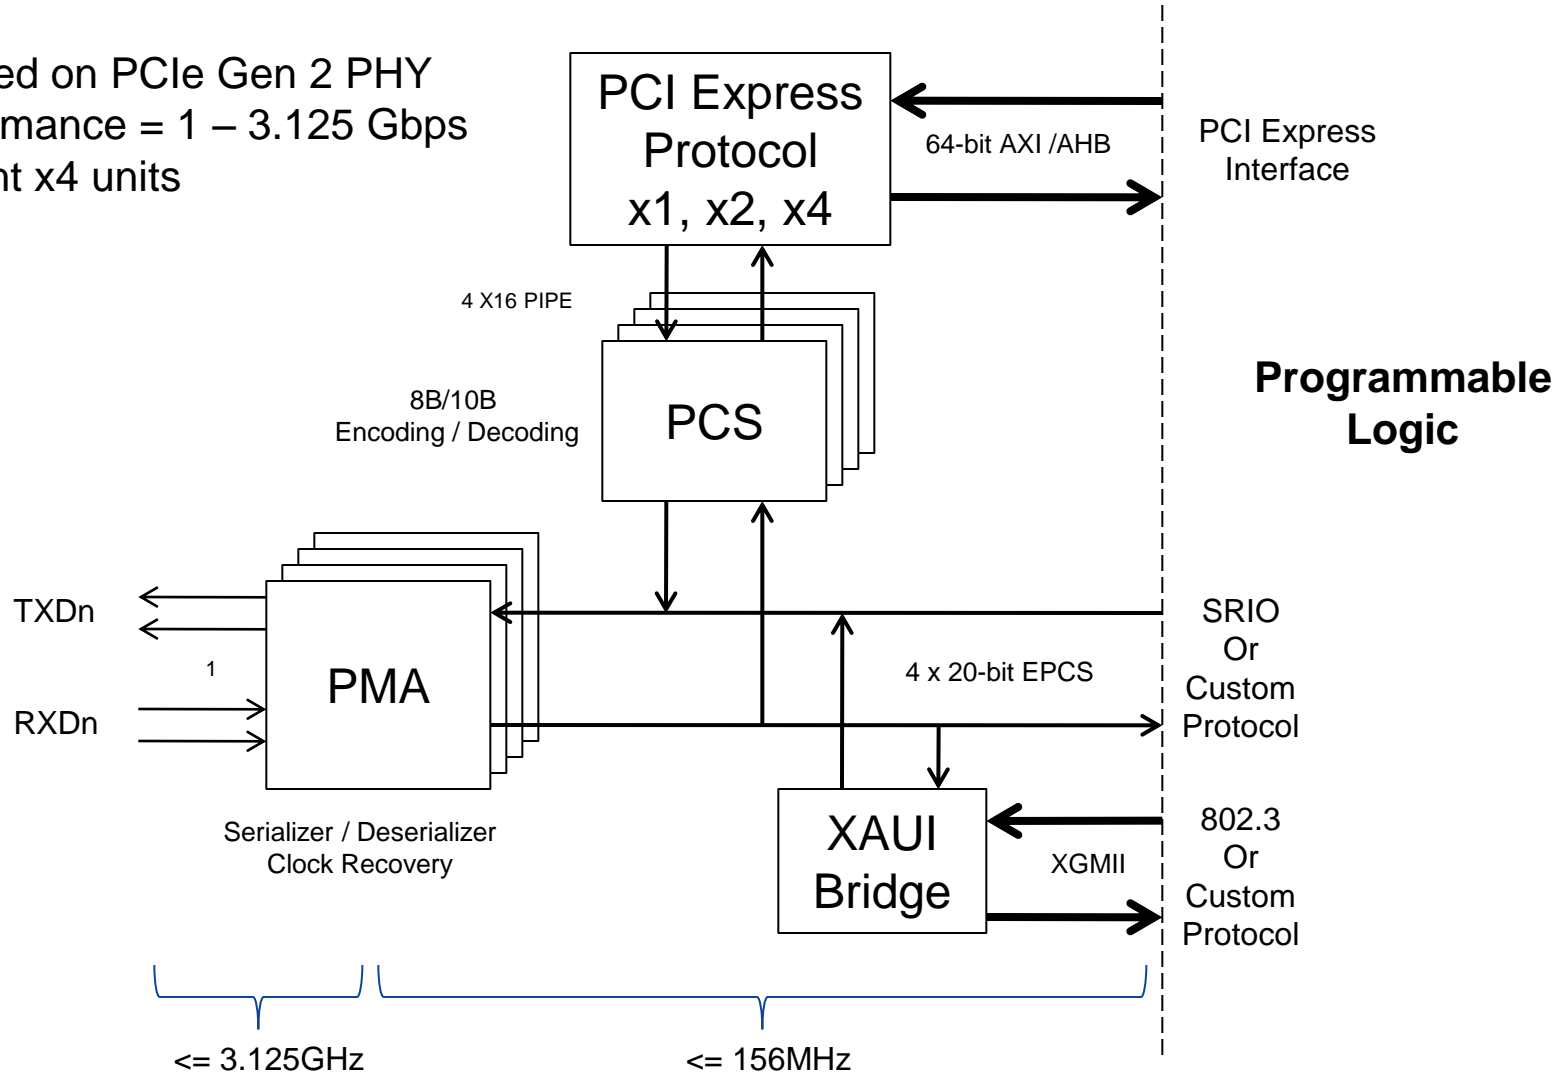 ed on PCIe Gen 2 PHY
mance = 1 – 3.125 Gbps
nt x4 units
PCI Express
Protocol
x1, x2, x4
64-bit AXI /AHB
PCI Express
Interface
4 X16 PIPE
8B/10B
Encoding / Decoding
PCS
Programmable
Logic
TXDn
1
RXDn
PMA
4 x 20-bit EPCS
SRIO
Or
Custom
Protocol
Serializer / Deserializer
Clock Recovery
XAUI
Bridge
XGMII
802.3
Or
Custom
Protocol
<= 3.125GHz
<= 156MHz